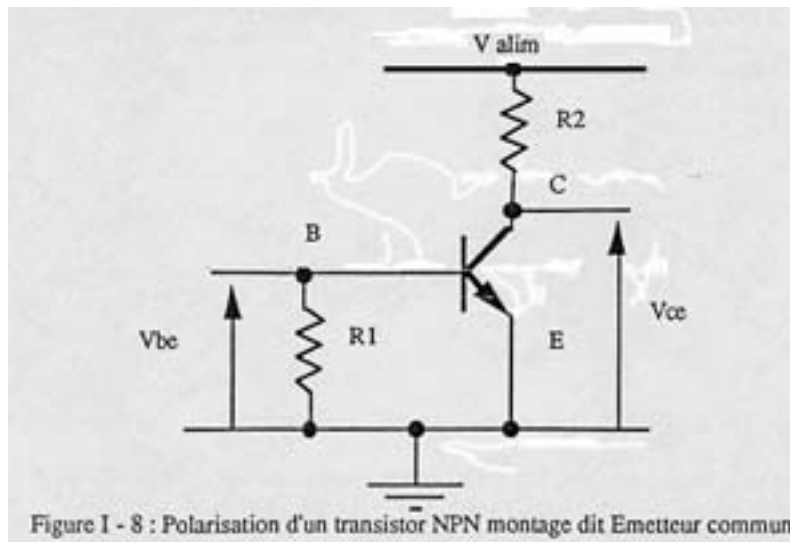 V alim
R2
C
B
Vbe
R1
E
Vce
Figure I - 8 : Polarisation d'un transistor NPN montage dit Emetteur commun